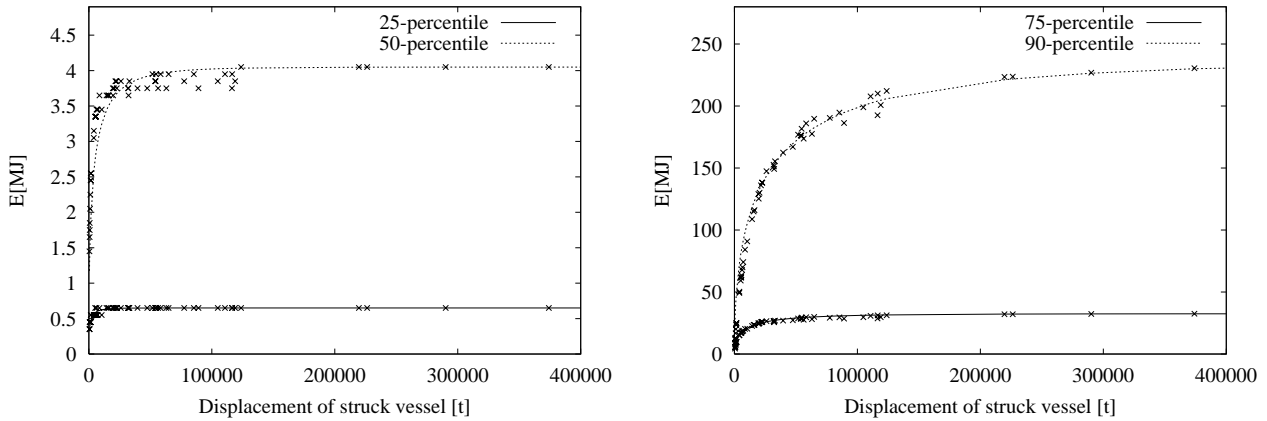 4.5
4
3.5
3
2.5
2
1.5
1
0.5
0
E[MJ]
25-percentile
50-percentile
0 100000 200000 300000 400000
Displacement of struck vessel [t]
250
200
150
100
50
0
E[MJ]
75-percentile
90-percentile
0 100000 200000 300000 400000
Displacement of struck vessel [t]